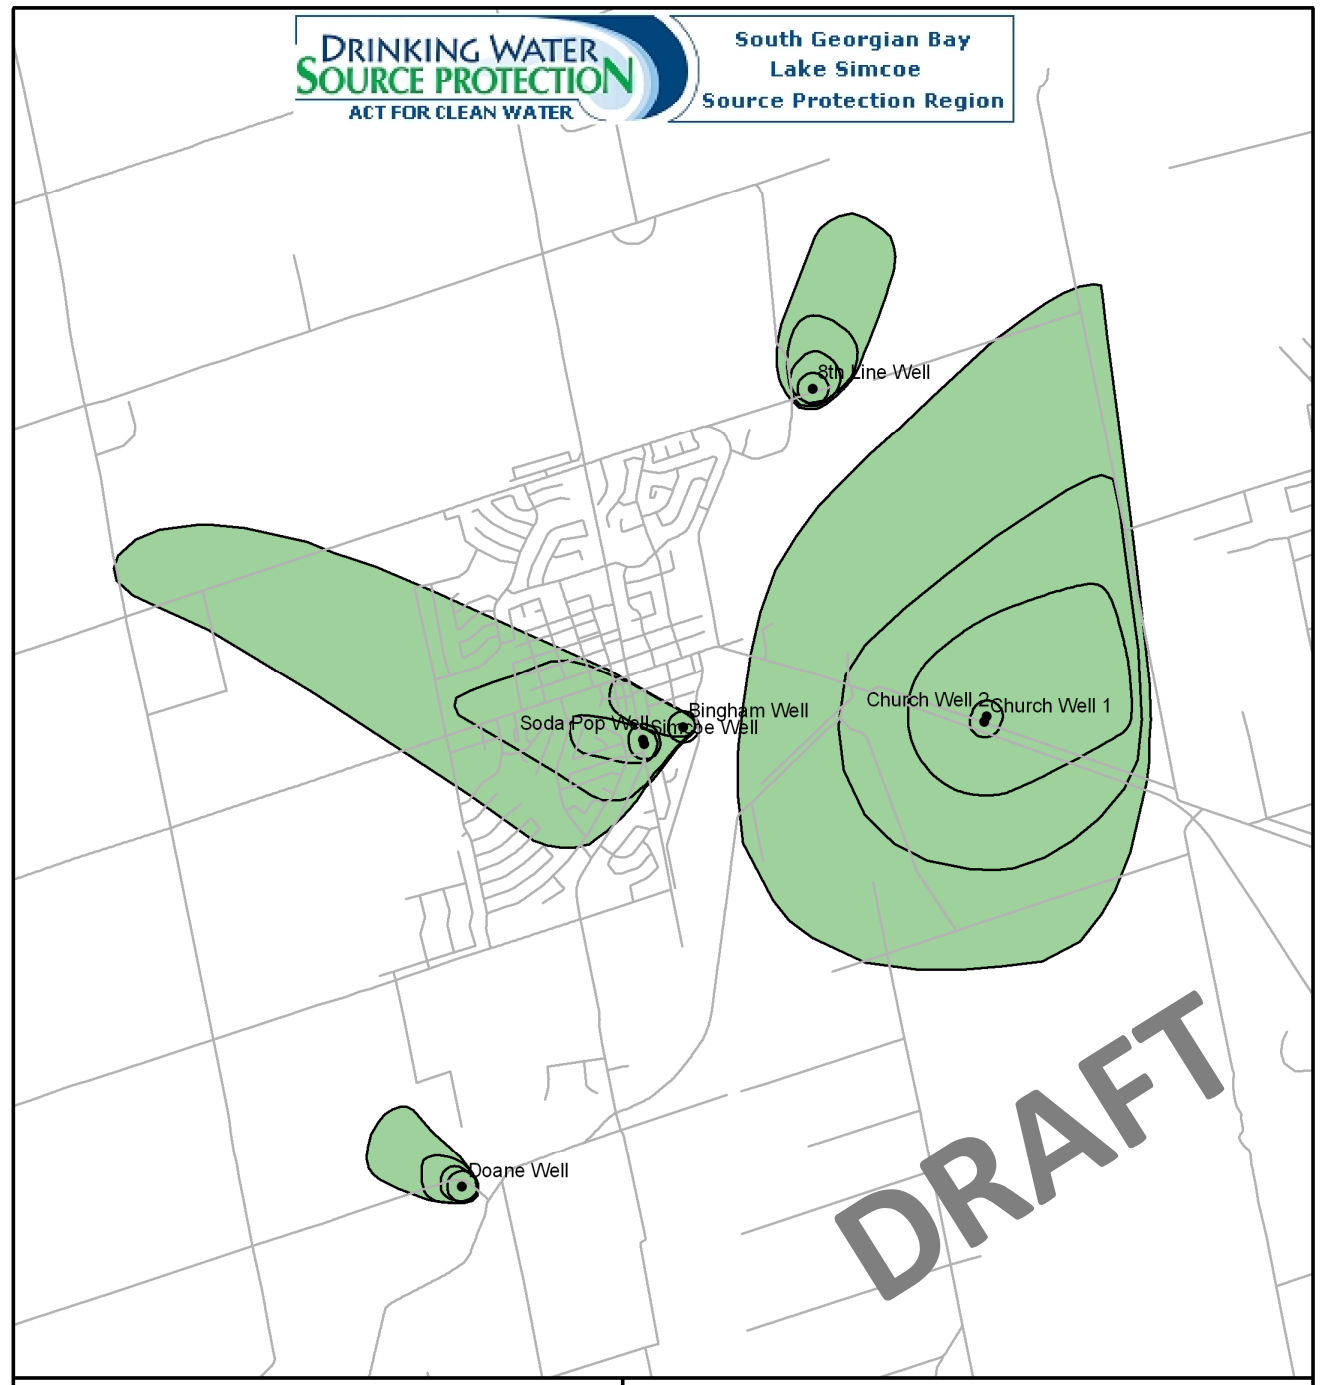 DRINKING WATER
SOURCE PROTECTION
ACT FOR CLEAN WATER
South Georgian Bay
Lake Simcoe
Source Protection Region
8th Line Well
Church Well 2
Church Well 1
Bingham Well
Soda Pop Well
Simcoe Well
Doane Well
DRAFT